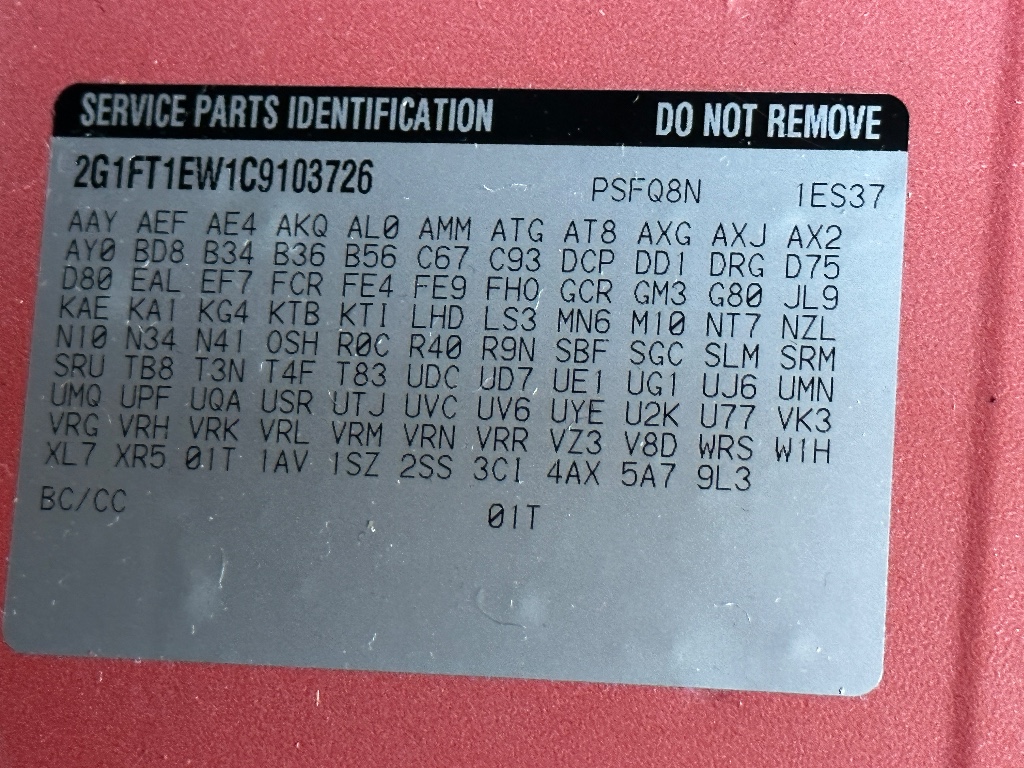 SERVICE PARTS IDENTIFICATION DO NOT REMOVE
2G1FT1EW1C9103726 PSFQ8N 1ES37
AAY AEF AE4 AKQ AL0 AMM ATG AT8 AXG AXJ AX2
AY0 BD8 B34 B36 B56 C67 C93 DCP DD1 DRG D75
D80 EAL EF7 FCR FE4 FE9 FHO GCR GM3 G80 JL9
KAE KA1 KG4 KTB KTI LHD LS3 MN6 M10 NT7 NZL
N10 N34 N41 OSH R0C R40 R9N SBF SGC SLM SRM
SRU TB8 T3N T4F T83 UDC UD7 UE1 UG1 UJ6 UMN
UMQ UPF UQA USR UTJ UVC UV6 UYE U2K U77 VK3
VRG VRH VRK VRL VRM VRN VRR VZ3 V8D WRS W1H
XL7 XR5 01T 1AV 1SZ 2SS 3CI 4AX 5A7 9L3
BC/CC 01T